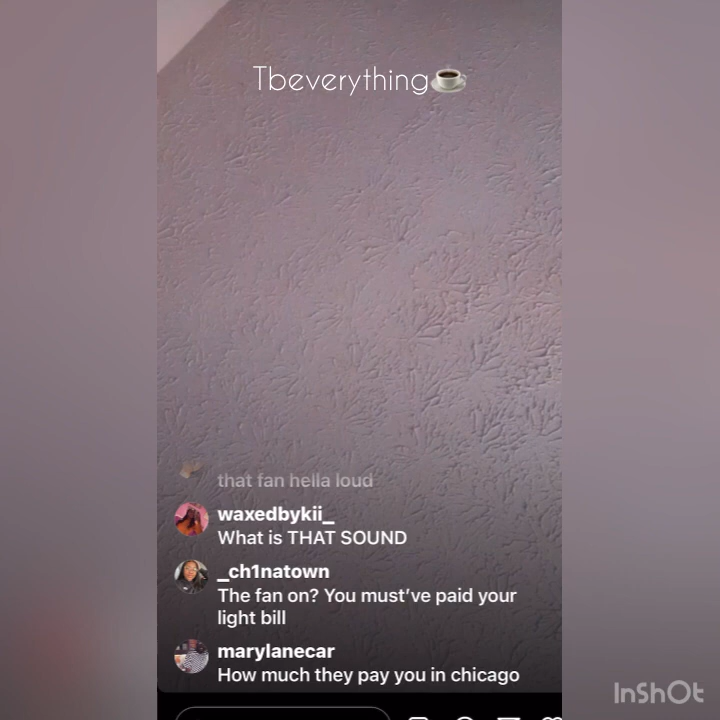 Tbeverything
that fan hella loud
waxedbykii_
What is THAT SOUND
_ch1natown
The fan on? You must’ve paid your
light bill
marylanecar
How much they pay you in chicago
InShOt